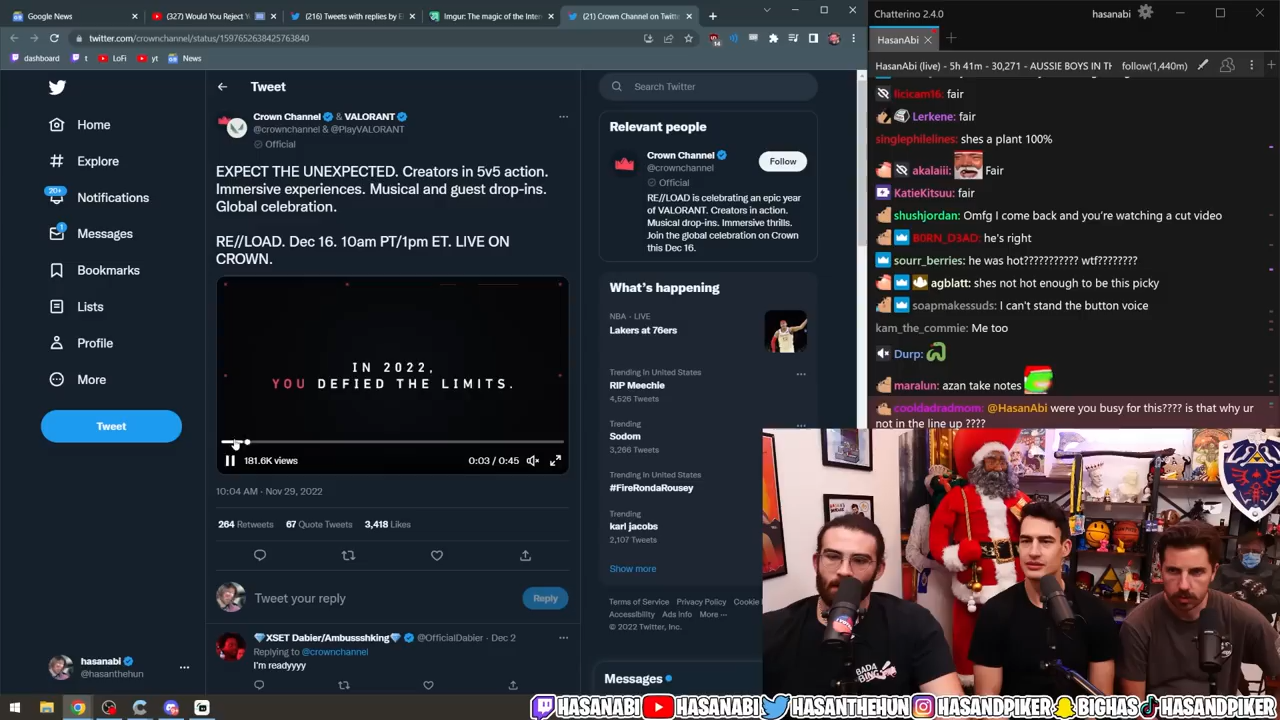 Google News
(327) Would You Reject Y
(216) Tweets with replies by E
Imgur: The magic of the Inter
(21) Crown Channel on Twitter
twitter.com/crownchannel/status/1597652638425763840
dashboard
t
LoFi
yt
News
Home
Explore
20+
Notifications
1
Messages
Bookmarks
Lists
Profile
More
Tweet
hasanabi
@hasanthehun
Tweet
Crown Channel & VALORANT
@crownchannel & @PlayVALORANT
Official
EXPECT THE UNEXPECTED. Creators in 5v5 action.
Immersive experiences. Musical and guest drop-ins.
Global celebration.
RE//LOAD. Dec 16. 10am PT/1pm ET. LIVE ON
CROWN.
IN 2022,
YOU DEFIED THE LIMITS.
181.6K views
0:03 / 0:45
10:04 AM · Nov 29, 2022
264 Retweets 67 Quote Tweets 3,418 Likes
Tweet your reply
Reply
XSET Dabier/Ambussshking @OfficialDabier · Dec 2
Replying to @crownchannel
I'm readyyyy
Search Twitter
Relevant people
Crown Channel
@crownchannel
Official
Follow
RE//LOAD is celebrating an epic year
of VALORANT. Creators in action.
Musical drop-ins. Immersive thrills.
Join the global celebration on Crown
this Dec 16.
What's happening
NBA · LIVE
Lakers at 76ers
Trending in United States
RIP Meechie
4,526 Tweets
Trending in United States
Sodom
3,266 Tweets
Trending in United States
#FireRondaRousey
Trending
karl jacobs
2,107 Tweets
Show more
Terms of Service Privacy Policy Cookie
Accessibility Ads info More ···
© 2022 Twitter, Inc.
Messages
Chatterino 2.4.0
hasanabi
HasanAbi
HasanAbi (live) - 5h 41m - 30,271 - AUSSIE BOYS IN TH
follow(1,440m)
licicam16: fair
Lerkene: fair
singlephilelines: shes a plant 100%
akalaiii: Fair
KatieKitsuu: fair
shushjordan: Omfg I come back and you're watching a cut video
B0RN_D3AD: he's right
sourr_berries: he was hot??????????? wtf????????
agblatt: shes not hot enough to be this picky
soapmakessuds: I can't stand the button voice
kam_the_commie: Me too
Durp:
maralun: azan take notes
cooldadradmom: @HasanAbi were you busy for this???? is that why ur
not in the line up ????
BADA
BING!
HASANABI HASANABI HASANTHEHUN HASANDPIKER BIGHAS HASANDPIKER